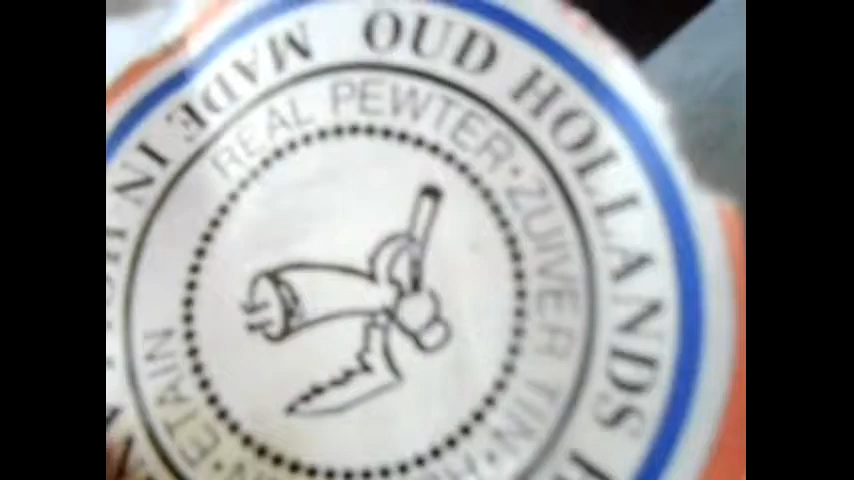 MADE IN
OUD HOLLANDS
REAL PEWTER · ZUIVER TIN ·
ETAIN